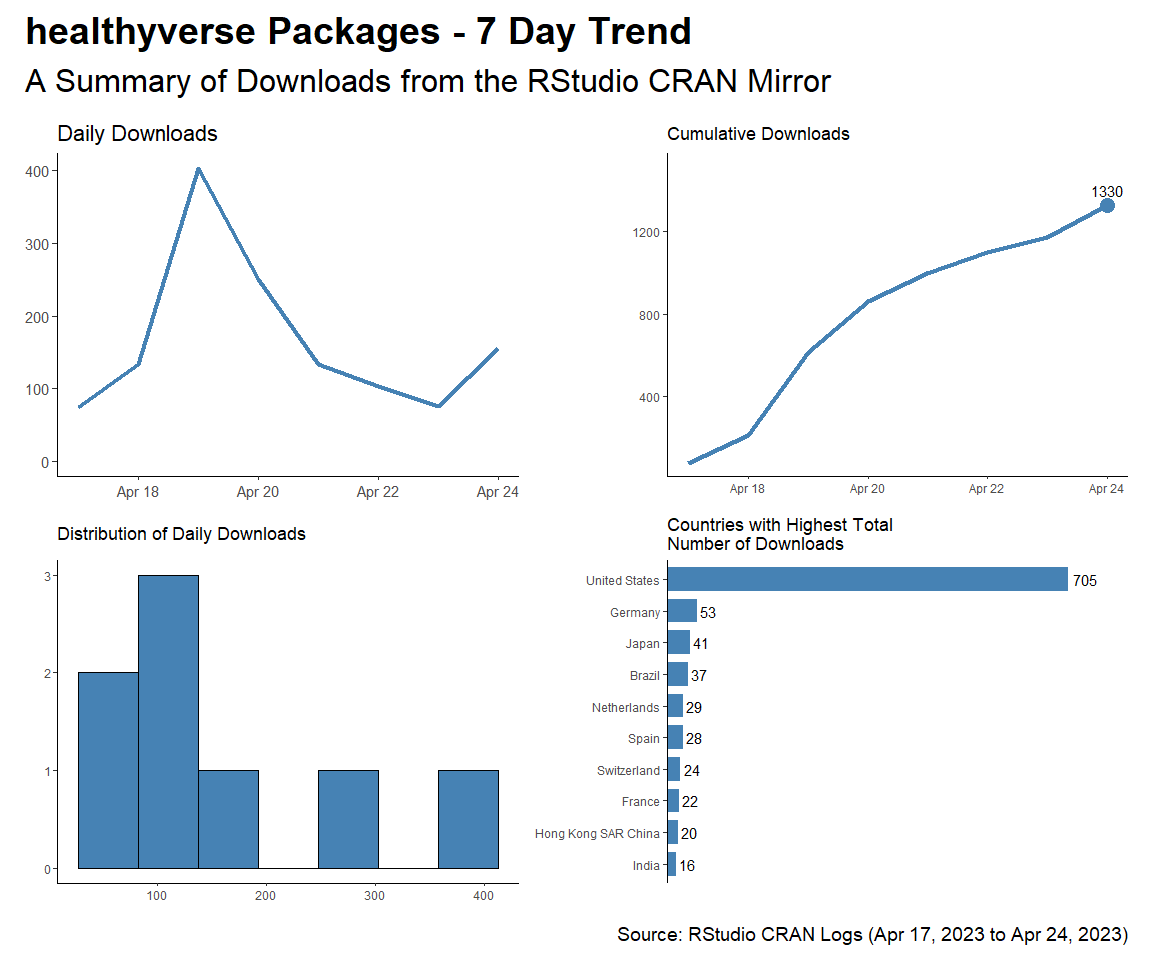 healthyverse Packages - 7 Day Trend
A Summary of Downloads from the RStudio CRAN Mirror
Daily Downloads
400
300
200
100
0
Apr 18
Apr 20
Apr 22
Apr 24
Cumulative Downloads
1330
1200
800
400
Apr 18
Apr 20
Apr 22
Apr 24
Distribution of Daily Downloads
3
2
1
0
100
200
300
400
Countries with Highest Total
Number of Downloads
United States 705
Germany 53
Japan 41
Brazil 37
Netherlands 29
Spain 28
Switzerland 24
France 22
Hong Kong SAR China 20
India 16
Source: RStudio CRAN Logs (Apr 17, 2023 to Apr 24, 2023)